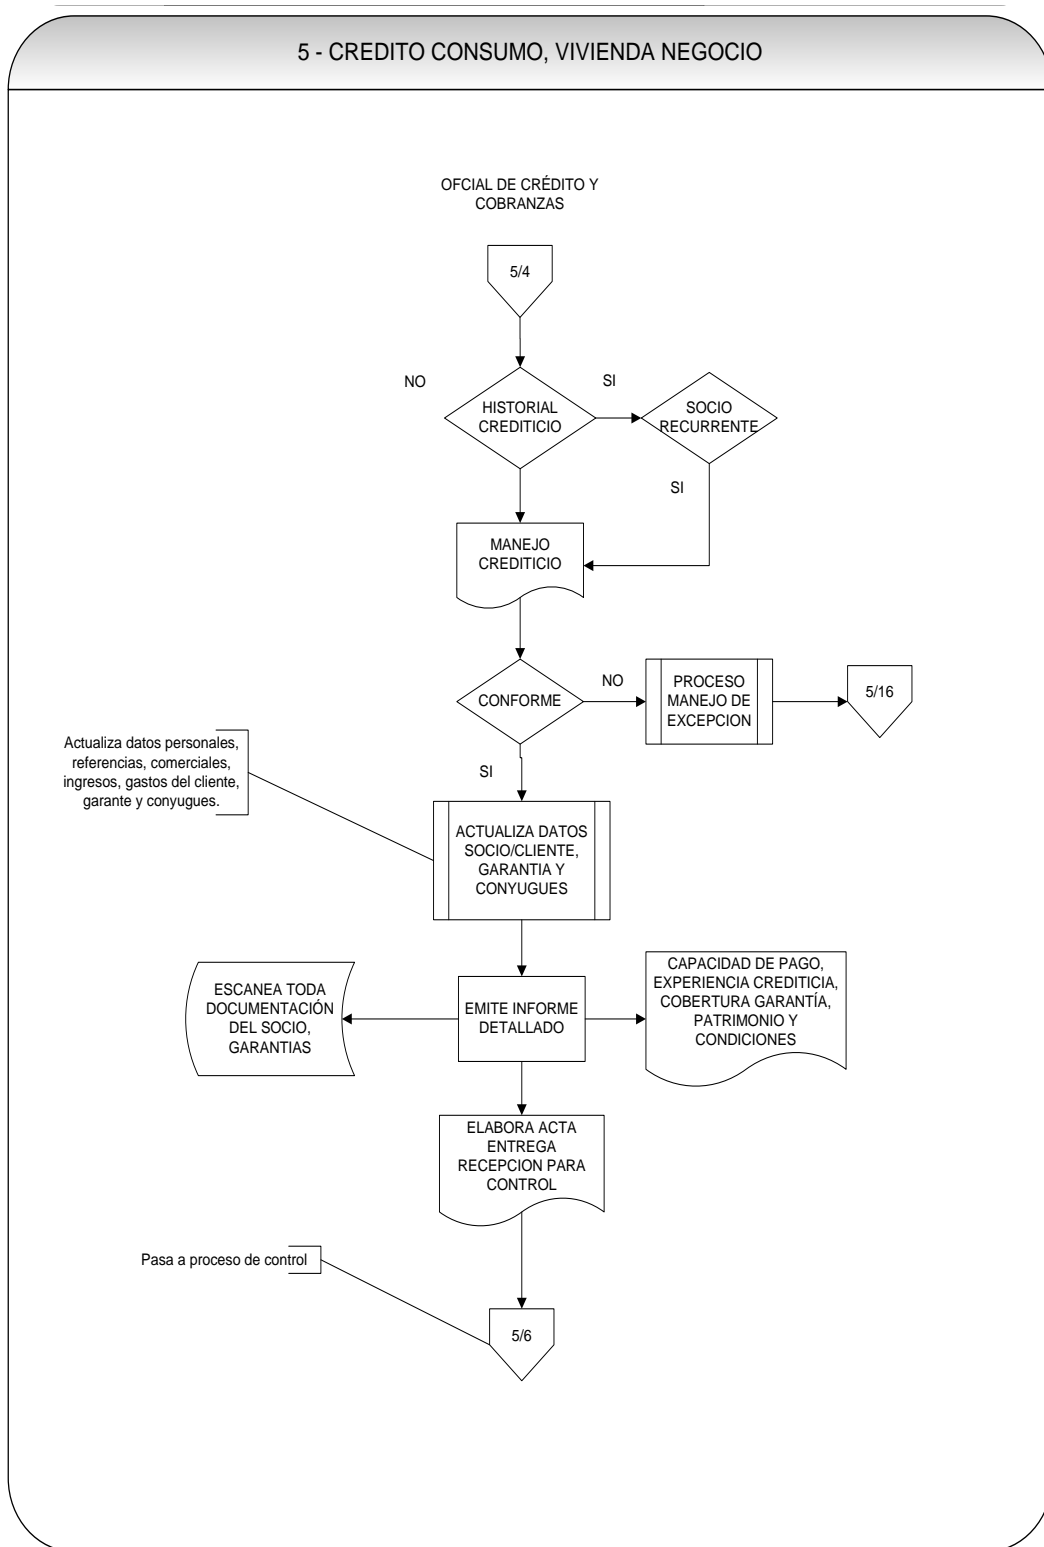 5 - CREDITO CONSUMO, VIVIENDA NEGOCIO
OFCIAL DE CRÉDITO Y
COBRANZAS
5/4
NO
SI
HISTORIAL
CREDITICIO
SOCIO
RECURRENTE
SI
MANEJO
CREDITICIO
CONFORME
NO
PROCESO
MANEJO DE
EXCEPCION
5/16
Actualiza datos personales,
referencias, comerciales,
ingresos, gastos del cliente,
garante y conyugues.
SI
ACTUALIZA DATOS
SOCIO/CLIENTE,
GARANTIA Y
CONYUGUES
ESCANEA TODA
DOCUMENTACIÓN
DEL SOCIO,
GARANTIAS
EMITE INFORME
DETALLADO
CAPACIDAD DE PAGO,
EXPERIENCIA CREDITICIA,
COBERTURA GARANTÍA,
PATRIMONIO Y
CONDICIONES
ELABORA ACTA
ENTREGA
RECEPCION PARA
CONTROL
Pasa a proceso de control
5/6